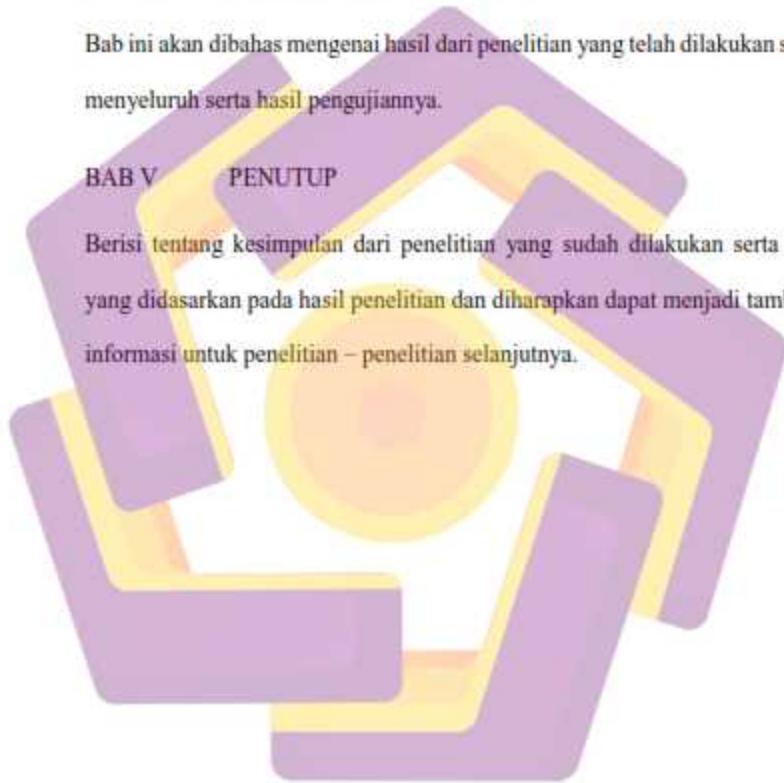 Bab ini akan dibahas mengenai hasil dari penelitian yang telah dilakukan
menyeluruh serta hasil pengujiannya.
BAB V PENUTUP
Berisi tentang kesimpulan dari penelitian yang sudah dilakukan serta
yang didasarkan pada hasil penelitian dan diharapkan dapat menjadi
informasi untuk penelitian – penelitian selanjutnya.